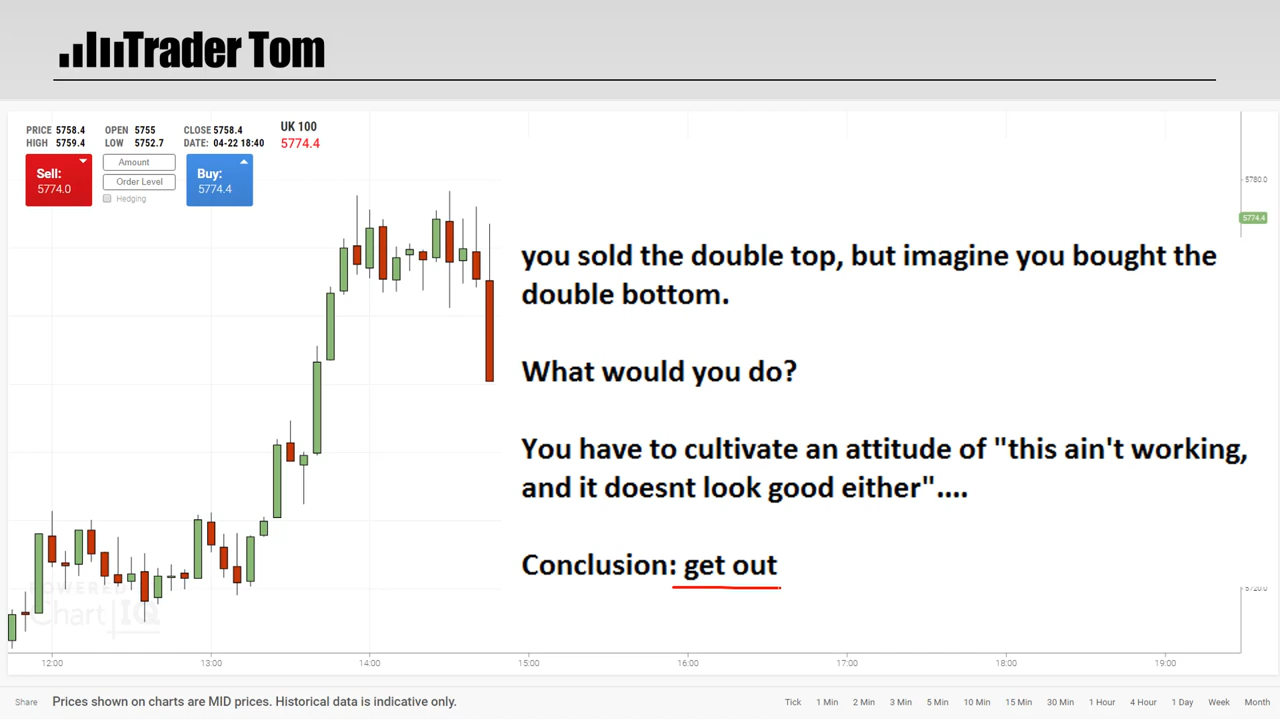 Trader Tom
PRICE 5758.4 OPEN 5755 CLOSE 5758.4 UK 100
HIGH 5759.4 LOW 5752.7 DATE: 04-22 18:40 5774.4
Sell: 5774.0
Amount
Order Level
Hedging
Buy: 5774.4
5780.0
5774.4
you sold the double top, but imagine you bought the
double bottom.
What would you do?
You have to cultivate an attitude of "this ain't working,
and it doesnt look good either"....
Conclusion: get out
POWERED
Chart IQ
5720.0
12:00 13:00 14:00 15:00 16:00 17:00 18:00 19:00
Share Prices shown on charts are MID prices. Historical data is indicative only. Tick 1 Min 2 Min 3 Min 5 Min 10 Min 15 Min 30 Min 1 Hour 4 Hour 1 Day Week Month